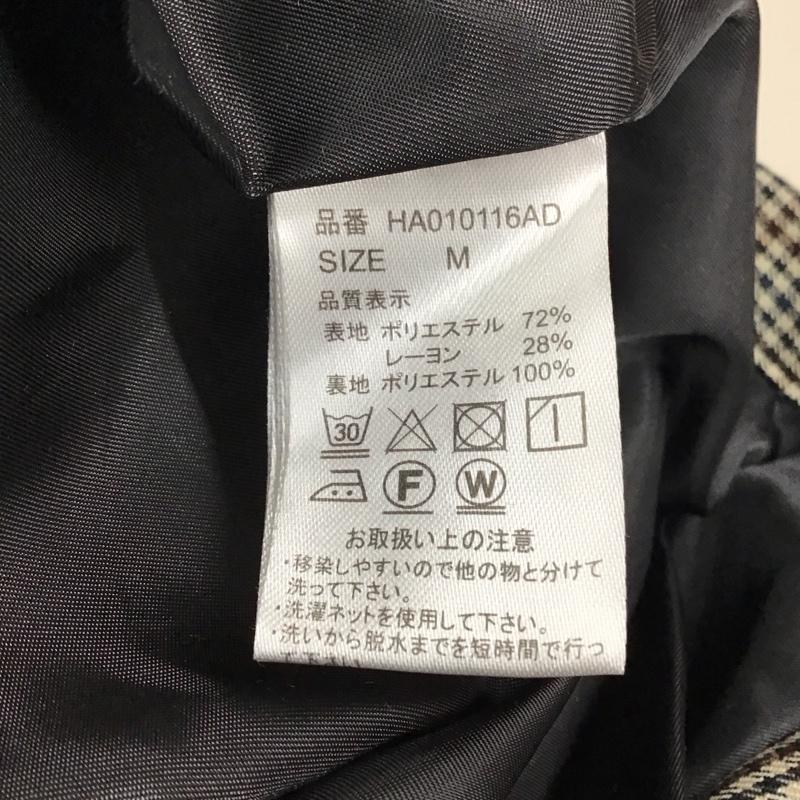 品番 HA010116AD
SIZE M
品質表示
表地 ポリエステル 72%
レーヨン 28%
裏地 ポリエステル 100%
30
F W
お取扱い上の注意
・移染しやすいので他の物と分けて
洗って下さい。
・洗濯ネットを使用して下さい。
・洗いから脱水までを短時間で行っ
て下さい